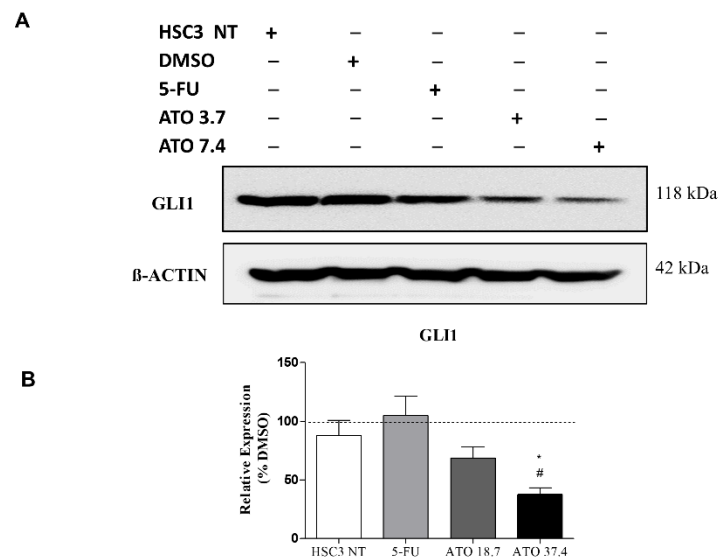 A
HSC3 NT + – – – –
DMSO – + – – –
5-FU – – + – –
ATO 3.7 – – – + –
ATO 7.4 – – – – +
GLI1 118 kDa
ß-ACTIN 42 kDa
GLI1
B
Relative Expression
(% DMSO)
150
100
50
0
*
#
HSC3 NT 5-FU ATO 18.7 ATO 37.4